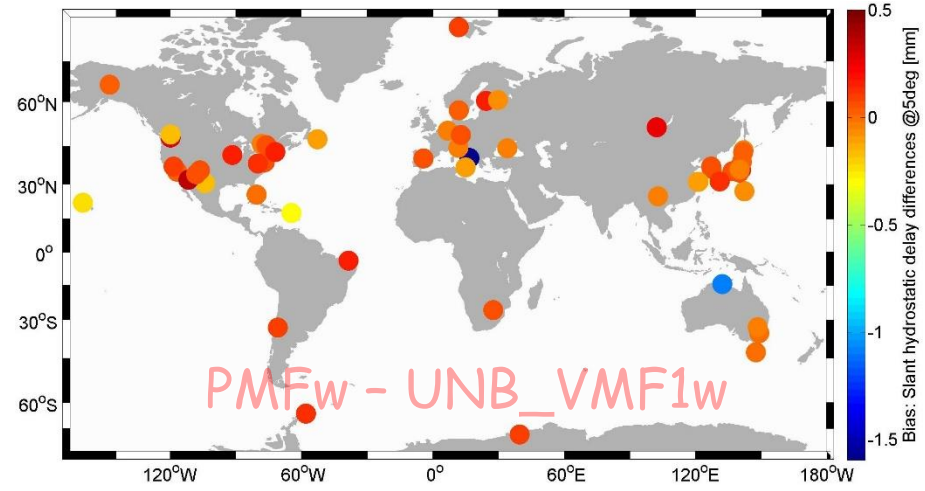 60°N
30°N
0°
30°S
60°S
PMFw - UNB_VMF1w
120°W
60°W
0°
60°E
120°E
180°W
0.5
0
-0.5
-1
-1.5
Bias: Slant hydrostatic delay differences @5deg [mm]